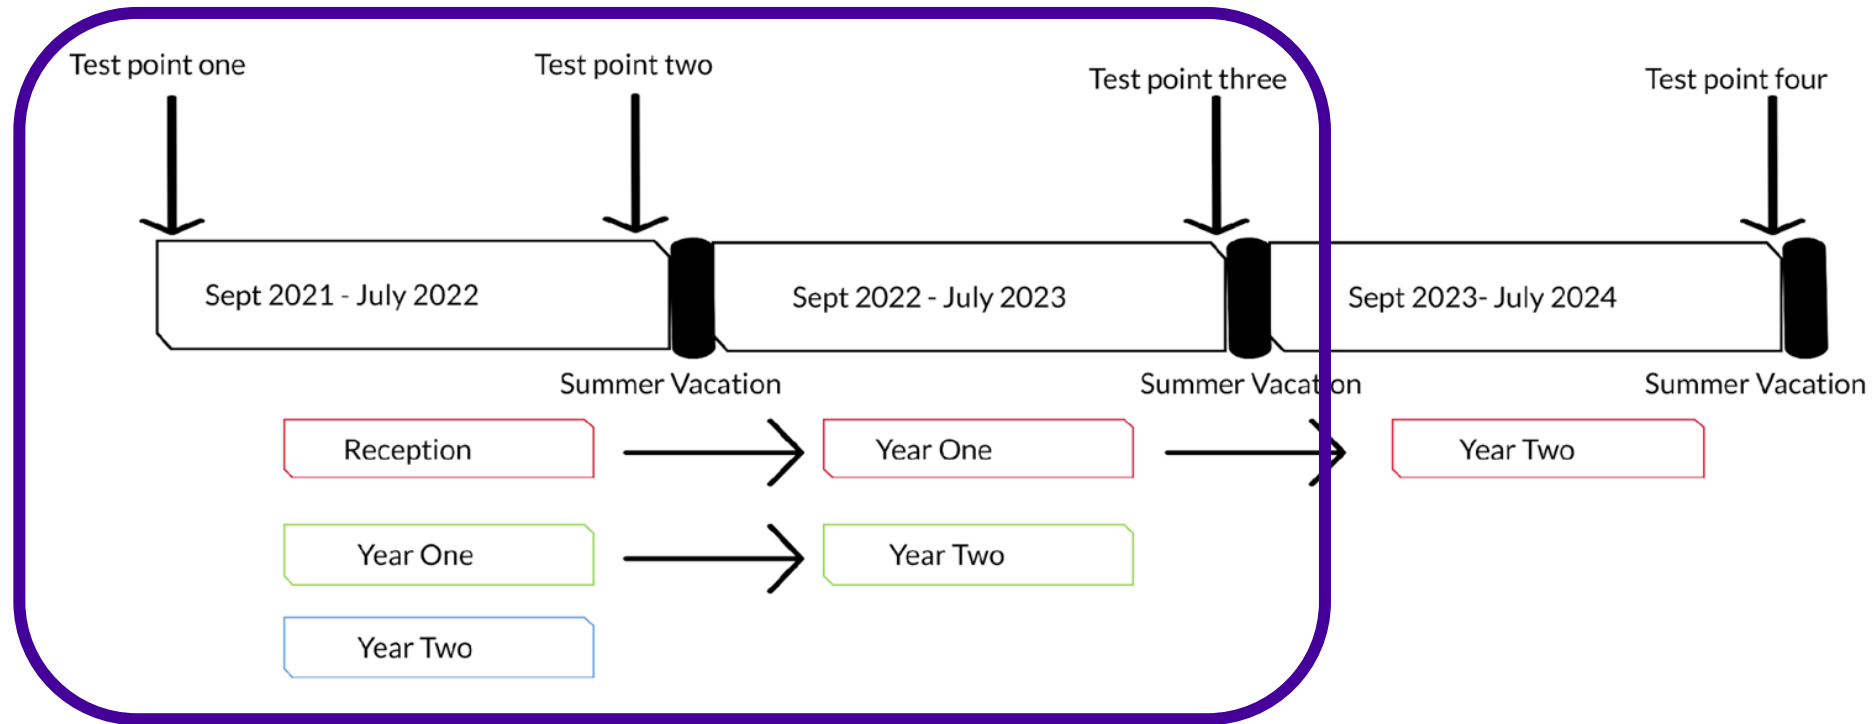 Test point one
Test point two
Test point three
Test point four
Sept 2021 - July 2022
Sept 2022 - July 2023
Sept 2023- July 2024
Summer Vacation
Summer Vacation
Summer Vacation
Reception
Year One
Year Two
Year One
Year Two
Year Two